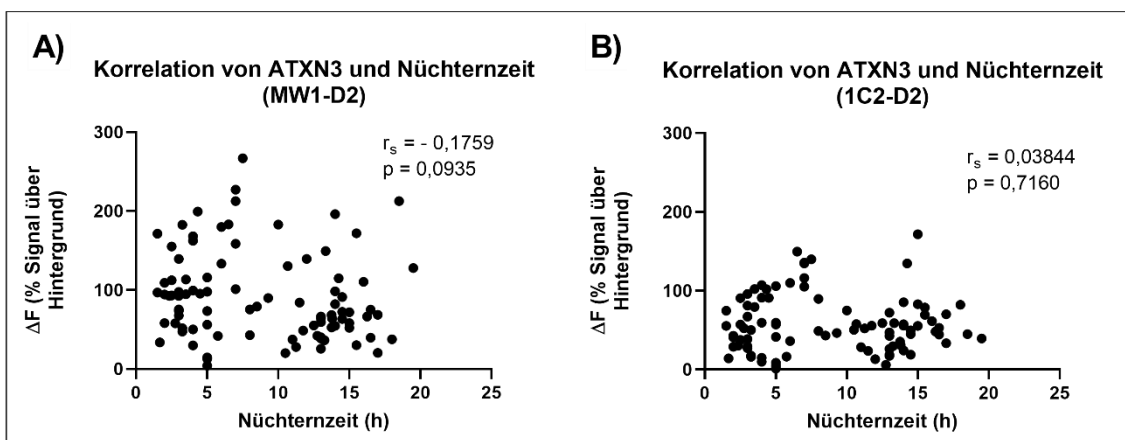 A)
Korrelation von ATXN3 und Nüchternzeit
(MW1-D2)
rs = - 0,1759
p = 0,0935
ΔF (% Signal über
Hintergrund)
300
200
100
0
0 5 10 15 20 25
Nüchternzeit (h)
B)
Korrelation von ATXN3 und Nüchternzeit
(1C2-D2)
rs = 0,03844
p = 0,7160
ΔF (% Signal über
Hintergrund)
300
200
100
0
0 5 10 15 20 25
Nüchternzeit (h)